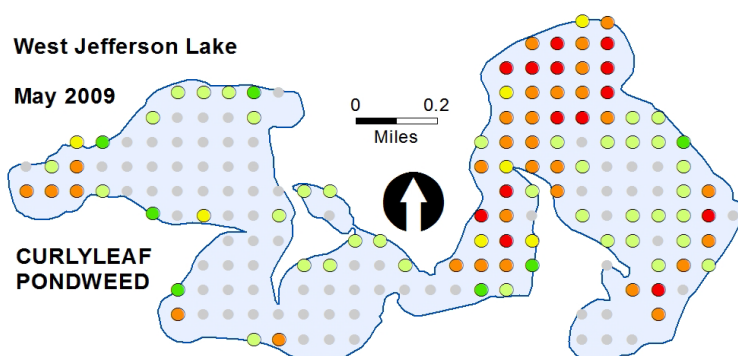 West Jefferson Lake
May 2009
0 0.2
Miles
CURLYLEAF
PONDWEED